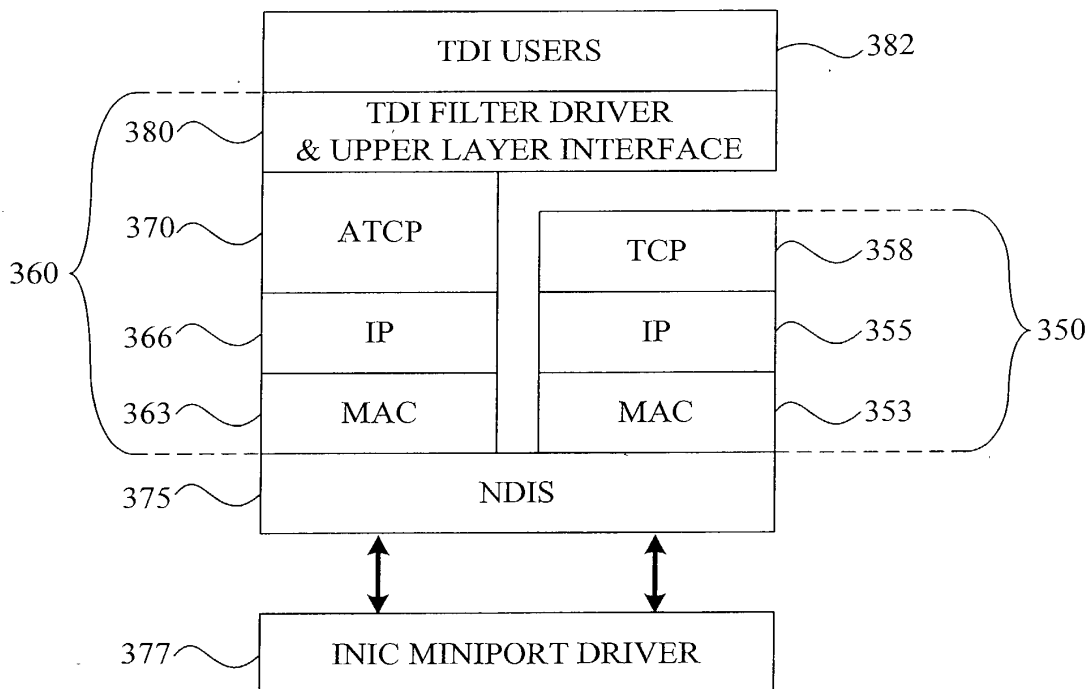 TDI USERS
382
TDI FILTER DRIVER
& UPPER LAYER INTERFACE
380
370
ATCP
TCP
358
360
366
IP
IP
355
350
363
MAC
MAC
353
375
NDIS
377
INIC MINIPORT DRIVER